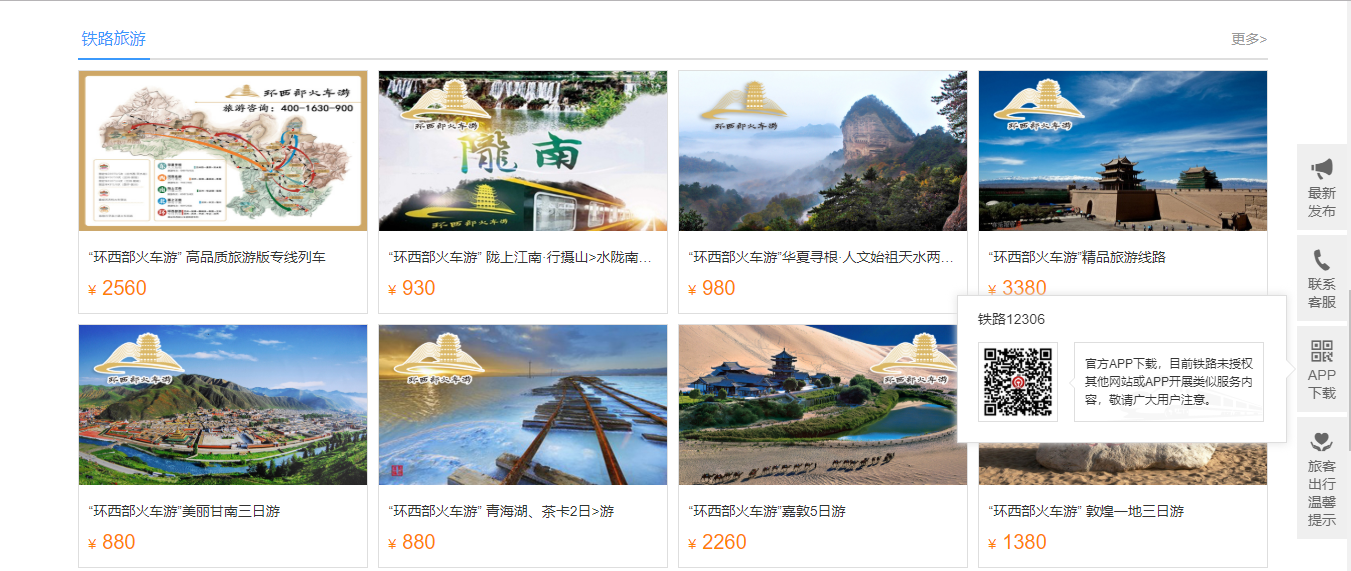 铁路旅游
更多>
环西部火车游
旅游咨询：400-1630-900
环西部火车游
陇南
环西部火车游
环西部火车游
环西部火车游
“环西部火车游” 高品质旅游版专线列车
¥ 2560
“环西部火车游” 陇上江南·行摄山>水陇南...
¥ 930
“环西部火车游”华夏寻根·人文始祖天水两...
¥ 980
“环西部火车游”精品旅游线路
¥ 3380
环西部火车游
环西部火车游
环西部火车游
“环西部火车游”美丽甘南三日游
¥ 880
“环西部火车游” 青海湖、茶卡2日>游
¥ 880
“环西部火车游”嘉敦5日游
¥ 2260
“环西部火车游” 敦煌一地三日游
¥ 1380
铁路12306
官方APP下载，目前铁路未授权
其他网站或APP开展类似服务内
容，敬请广大用户注意。
最新
发布
联系
客服
APP
下载
旅客
出行
温馨
提示